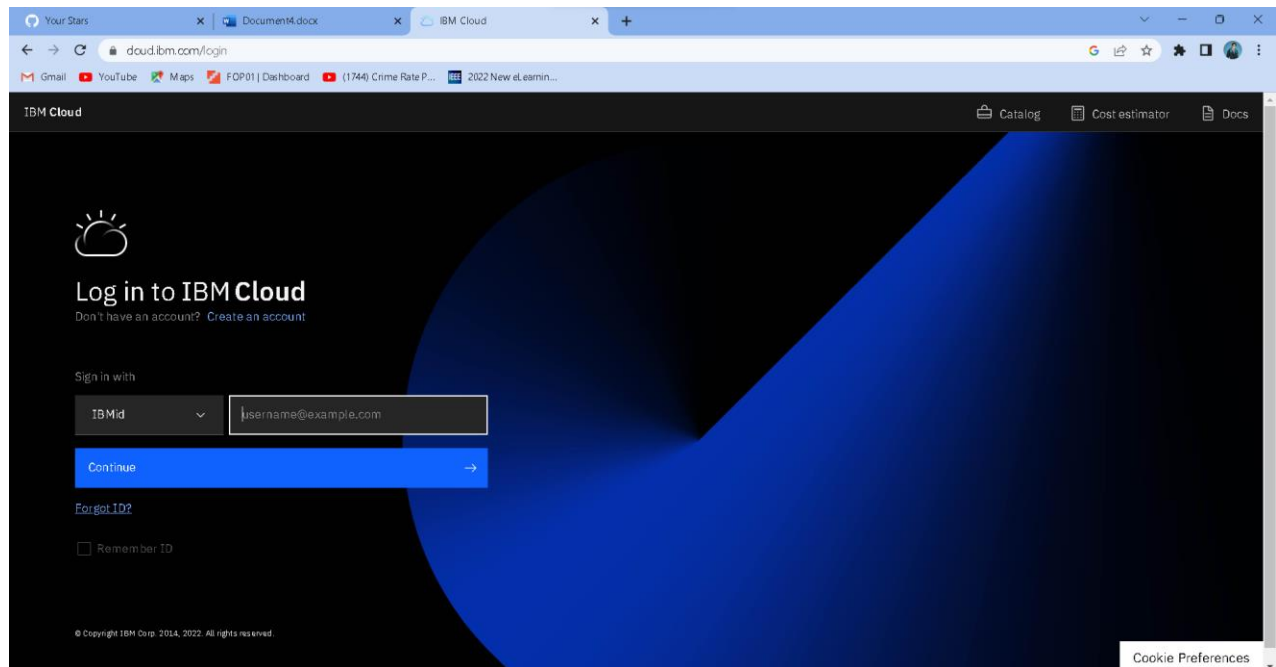 Your Stars
Document4.docx
IBM Cloud
cloud.ibm.com/login
Gmail YouTube Maps FOP01 | Dashboard (1744) Crime Rate P... 2022 New eLearnin...
IBM Cloud Catalog Cost estimator Docs
Log in to IBM Cloud
Don't have an account? Create an account
Sign in with
IBMid username@example.com
Continue
Forgot ID?
Remember ID
© Copyright IBM Corp. 2014, 2022. All rights reserved.
Cookie Preferences